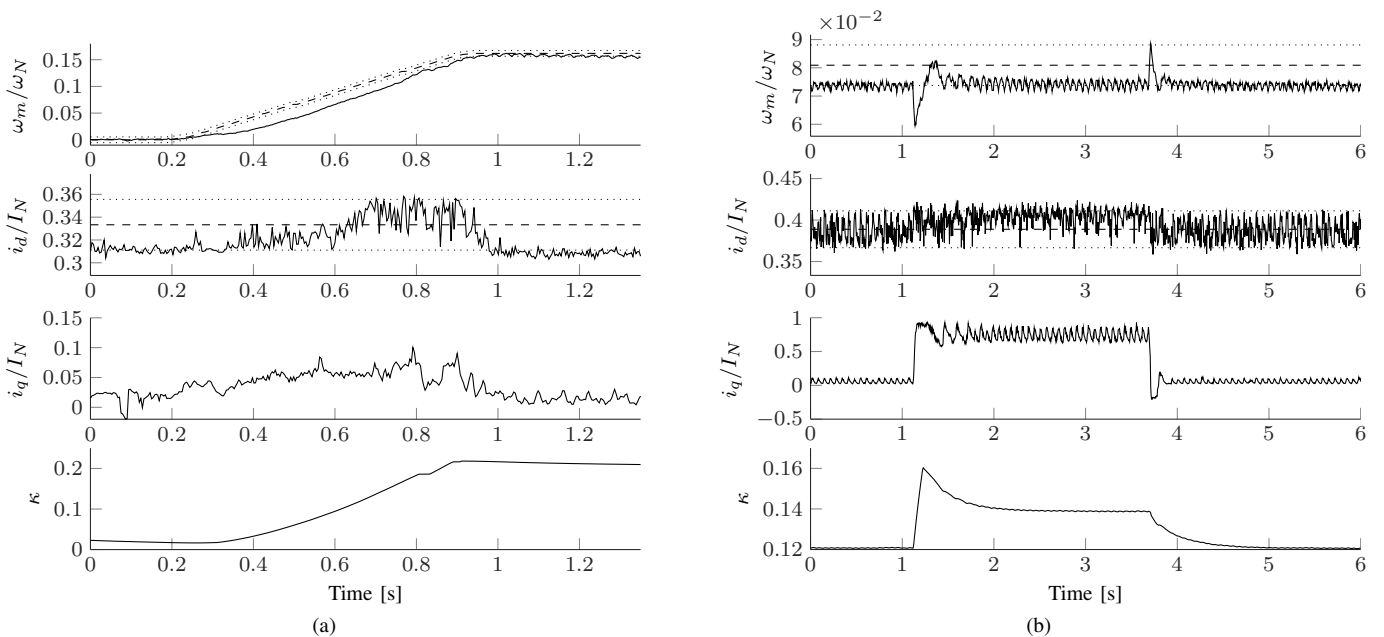 0.15
0.10
0.05
0
ω_m/ω_N
0 0.2 0.4 0.6 0.8 1 1.2
0.36
0.34
0.32
0.3
i_d/I_N
0 0.2 0.4 0.6 0.8 1 1.2
0.15
0.1
0.05
0
i_q/I_N
0 0.2 0.4 0.6 0.8 1 1.2
0.2
0.1
0
κ
0 0.2 0.4 0.6 0.8 1 1.2
Time [s]
(a)
×10⁻²
9
8
7
6
ω_m/ω_N
0 1 2 3 4 5 6
0.45
0.4
0.35
i_d/I_N
0 1 2 3 4 5 6
1
0.5
0
−0.5
i_q/I_N
0 1 2 3 4 5 6
0.16
0.14
0.12
κ
0 1 2 3 4 5 6
Time [s]
(b)